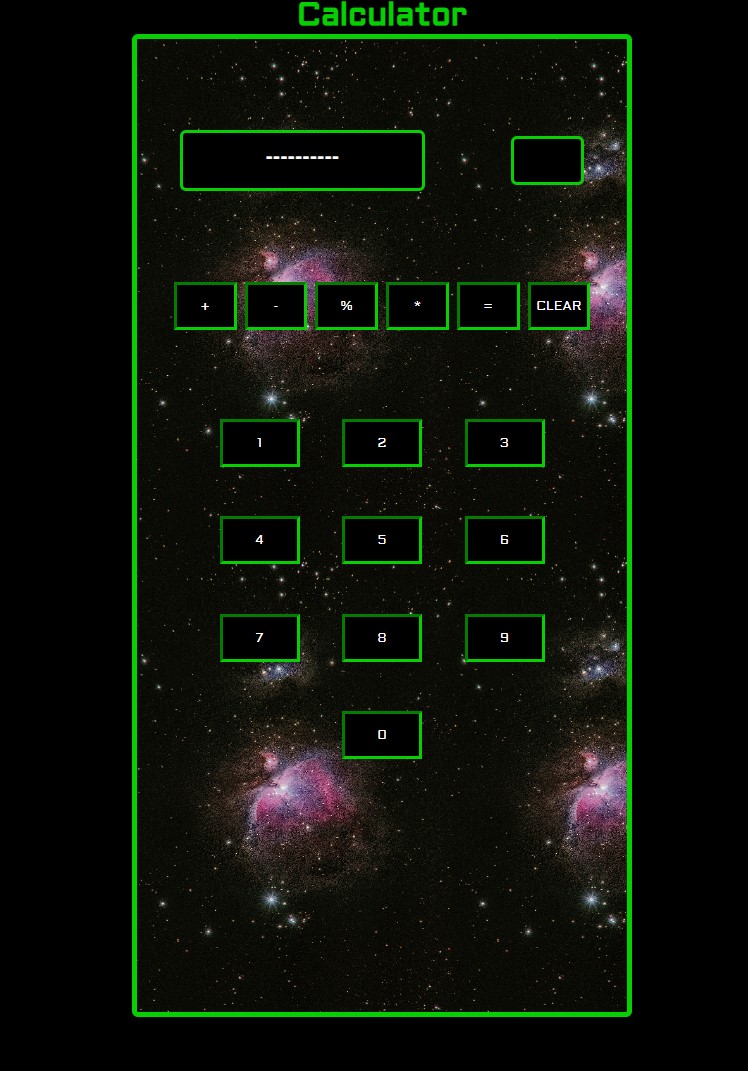 Calculator
----------
+ - % * = CLEAR
1 2 3
4 5 6
7 8 9
0